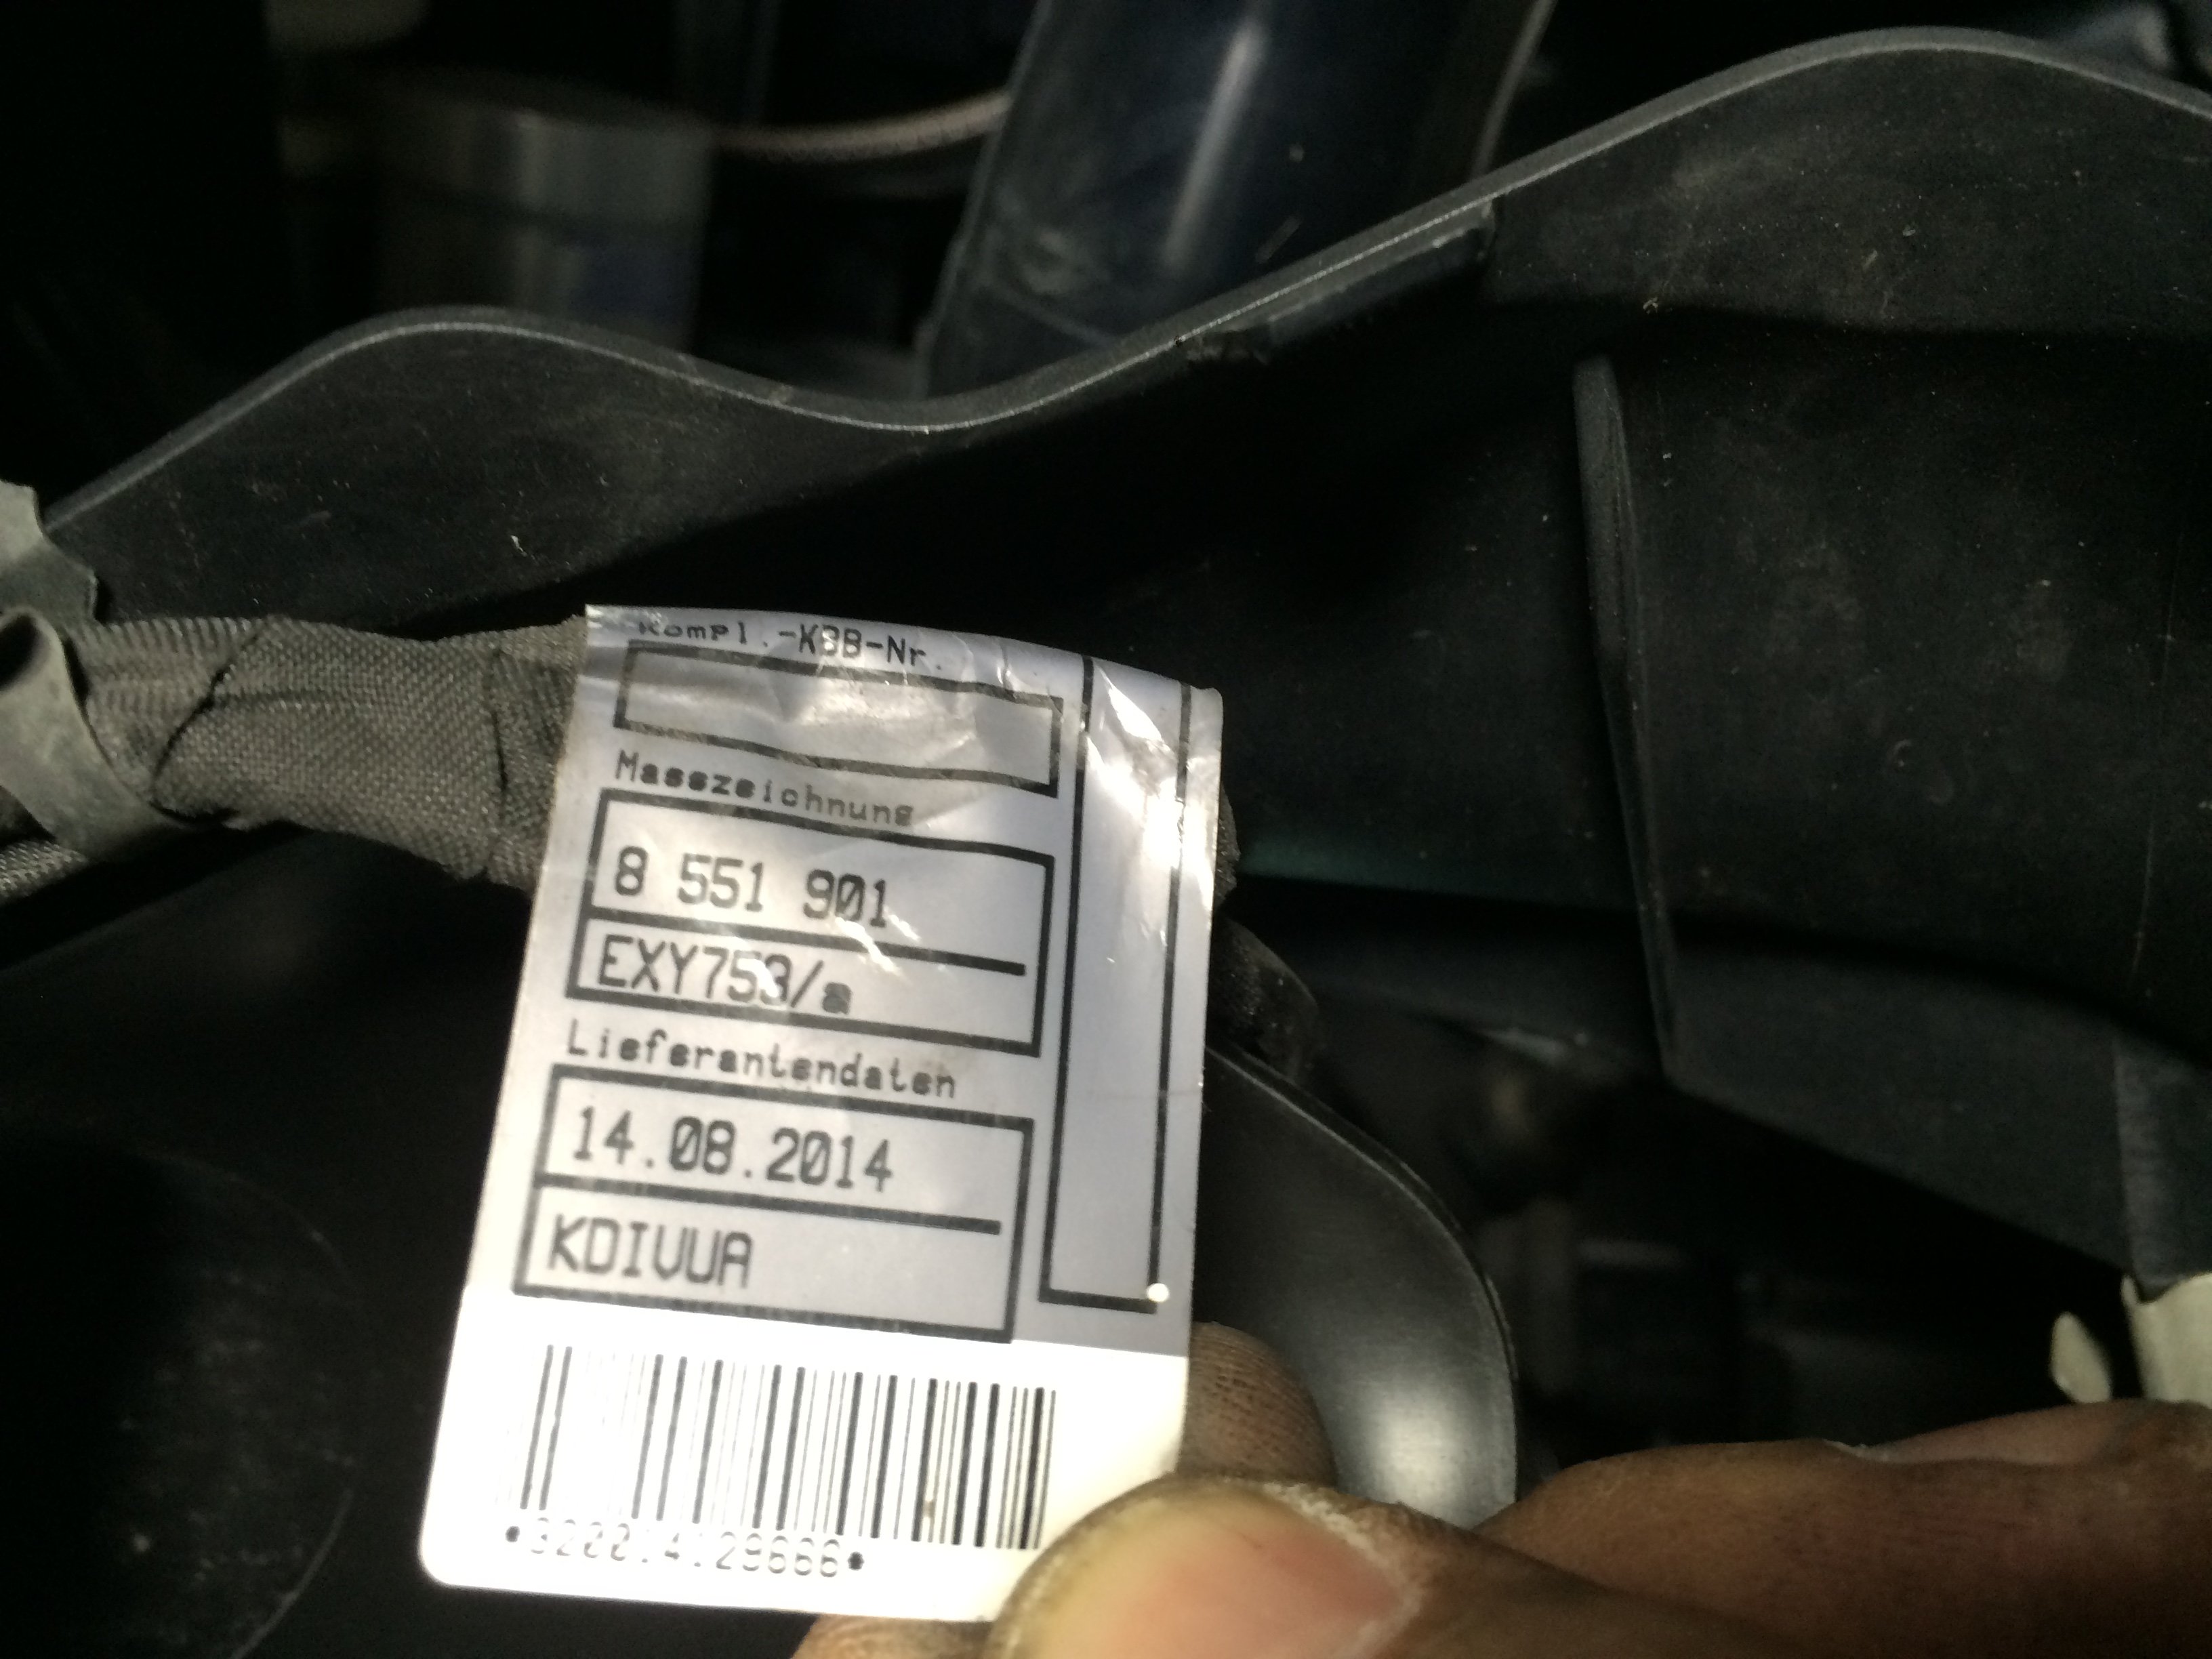 Kompl.-KBB-Nr.
Masszeichnung
8 551 901
EXY753/a
Lieferantendaten
14.08.2014
KDIVUA